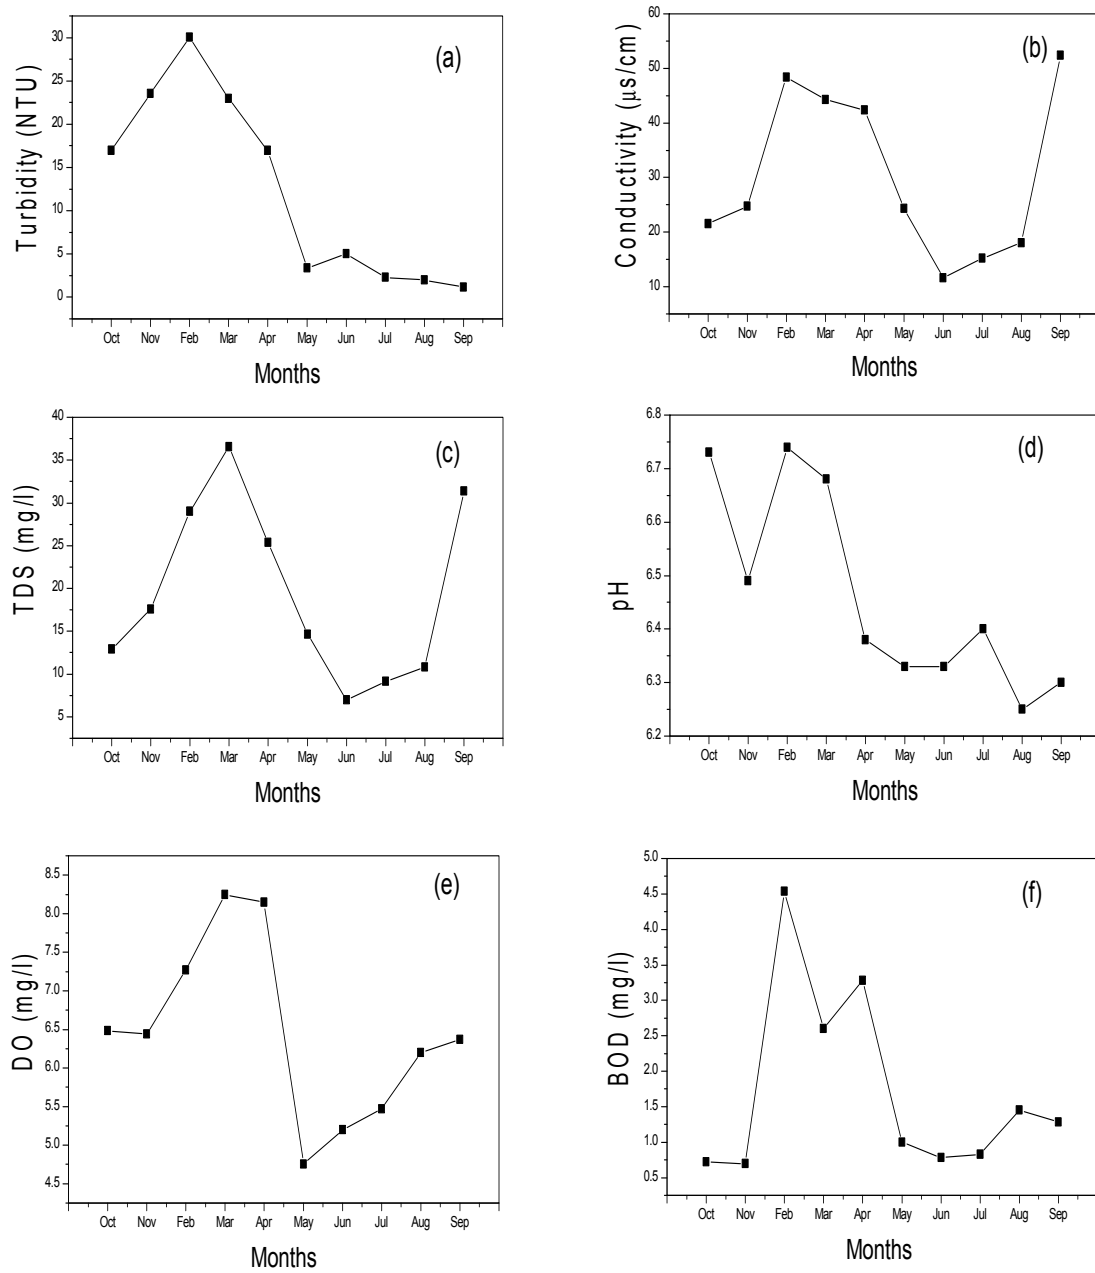 (a)
Turbidity (NTU)
30
25
20
15
10
5
0
Oct Nov Feb Mar Apr May Jun Jul Aug Sep
Months
(b)
Conductivity (μs/cm)
60
50
40
30
20
10
Oct Nov Feb Mar Apr May Jun Jul Aug Sep
Months
(c)
TDS (mg/l)
40
35
30
25
20
15
10
5
Oct Nov Feb Mar Apr May Jun Jul Aug Sep
Months
(d)
pH
6.8
6.7
6.6
6.5
6.4
6.3
6.2
Oct Nov Feb Mar Apr May Jun Jul Aug Sep
Months
(e)
DO (mg/l)
8.5
8.0
7.5
7.0
6.5
6.0
5.5
5.0
4.5
Oct Nov Feb Mar Apr May Jun Jul Aug Sep
Months
(f)
BOD (mg/l)
5.0
4.5
4.0
3.5
3.0
2.5
2.0
1.5
1.0
0.5
Oct Nov Feb Mar Apr May Jun Jul Aug Sep
Months